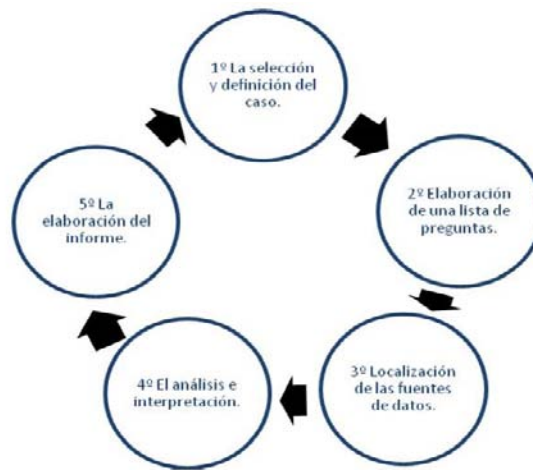 1º La selección
y definición del
caso.
2º Elaboración
de una lista de
preguntas.
3º Localización
de las fuentes
de datos.
4º El análisis e
interpretación.
5º La
elaboración del
informe.